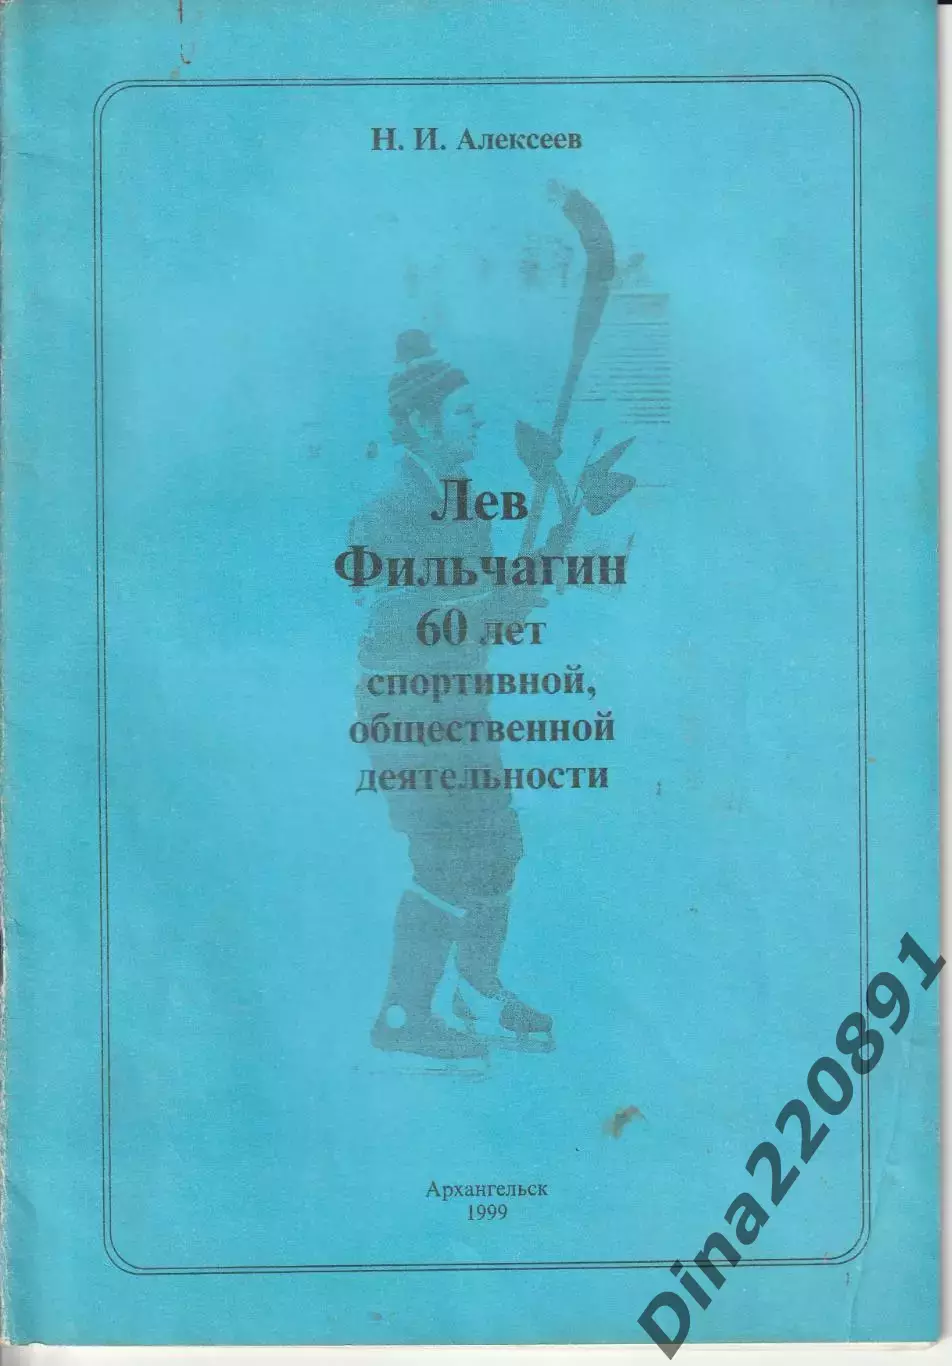 Н. И. Алексеев
Лев
Фильчагин
60 лет
спортивной,
общественной
деятельности
Архангельск
1999
Dina220891